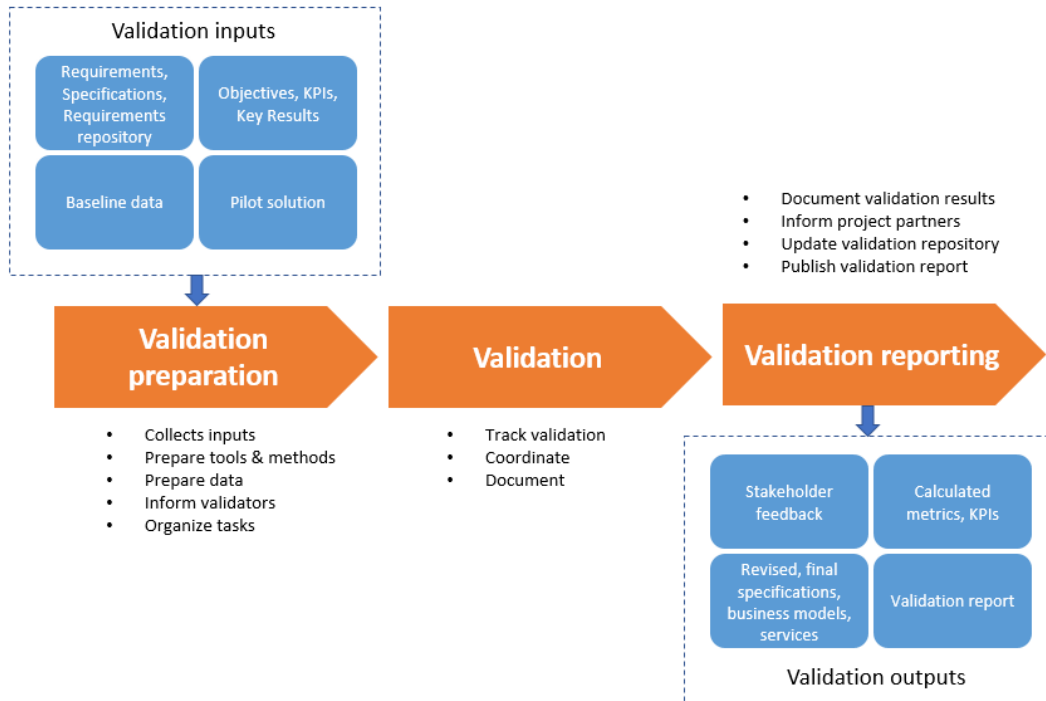 Validation inputs
Requirements,
Specifications,
Requirements
repository
Objectives, KPIs,
Key Results
Baseline data
Pilot solution
• Document validation results
• Inform project partners
• Update validation repository
• Publish validation report
Validation
preparation
Validation
Validation reporting
• Collects inputs
• Prepare tools & methods
• Prepare data
• Inform validators
• Organize tasks
• Track validation
• Coordinate
• Document
Stakeholder
feedback
Calculated
metrics, KPIs
Revised, final
specifications,
business models,
services
Validation report
Validation outputs